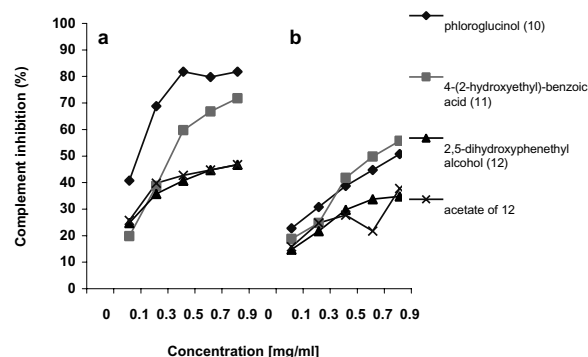 a
b
Complement inhibition (%)
100
90
80
70
60
50
40
30
20
10
0
0 0.1 0.3 0.5 0.7 0.9 0 0.1 0.3 0.5 0.7 0.9
Concentration [mg/ml]
phloroglucinol (10)
4-(2-hydroxyethyl)-benzoic
acid (11)
2,5-dihydroxyphenethyl
alcohol (12)
acetate of 12